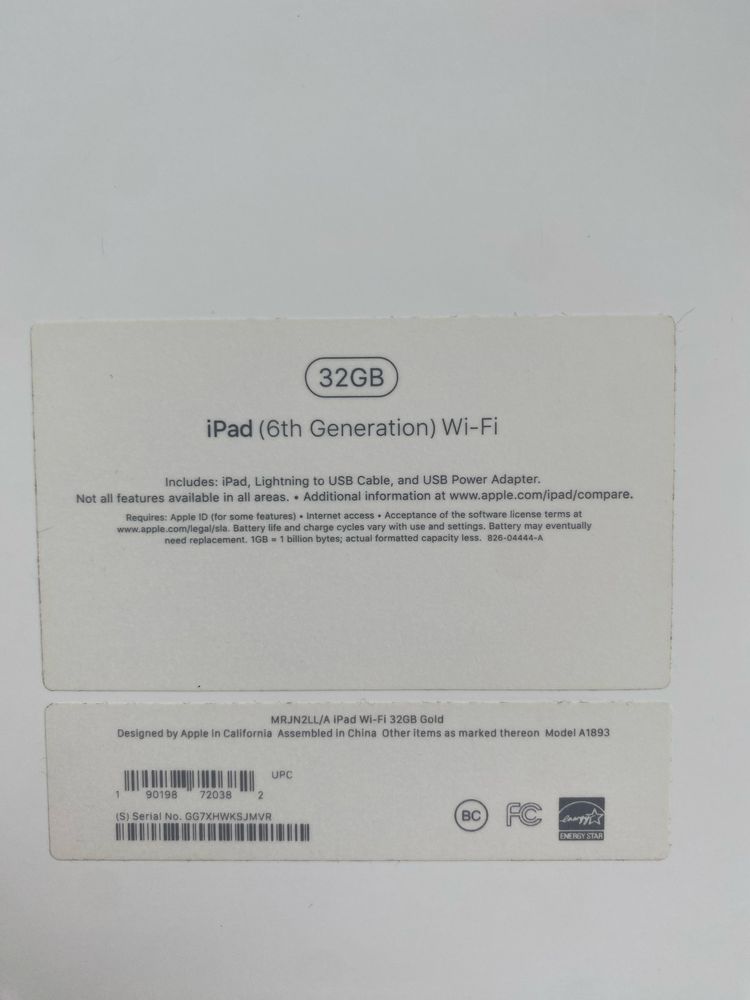 32GB
iPad (6th Generation) Wi-Fi
Includes: iPad, Lightning to USB Cable, and USB Power Adapter.
Not all features available in all areas. • Additional information at www.apple.com/ipad/compare.
Requires: Apple ID (for some features) • Internet access • Acceptance of the software license terms at
www.apple.com/legal/sla. Battery life and charge cycles vary with use and settings. Battery may eventually
need replacement. 1GB = 1 billion bytes; actual formatted capacity less. 826-04444-A
MRJN2LL/A iPad Wi-Fi 32GB Gold
Designed by Apple in California Assembled in China Other items as marked thereon Model A1893
UPC
1 90198 72038 2
(S) Serial No. GG7XHWKSJMVR
BC
FC
energy
ENERGY STAR